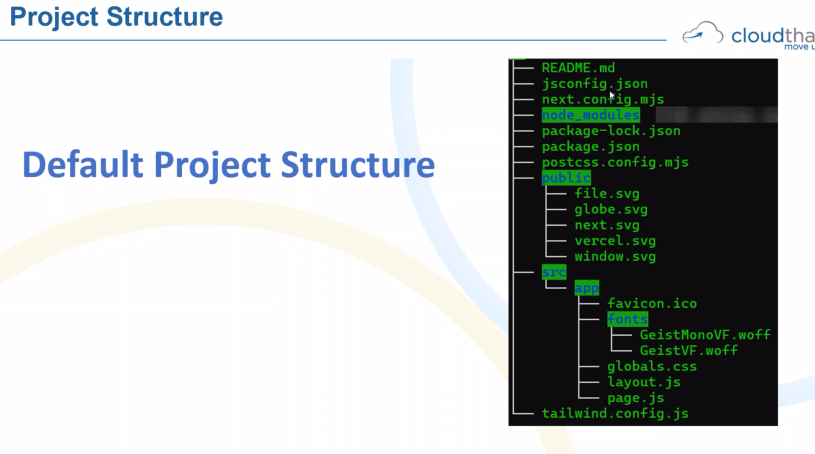 Project Structure
cloudtha
move u
Default Project Structure
README.md
jsconfig.json
next.config.mjs
node_modules
package-lock.json
package.json
postcss.config.mjs
public
file.svg
globe.svg
next.svg
vercel.svg
window.svg
src
app
favicon.ico
fonts
GeistMonoVF.woff
GeistVF.woff
globals.css
layout.js
page.js
tailwind.config.js